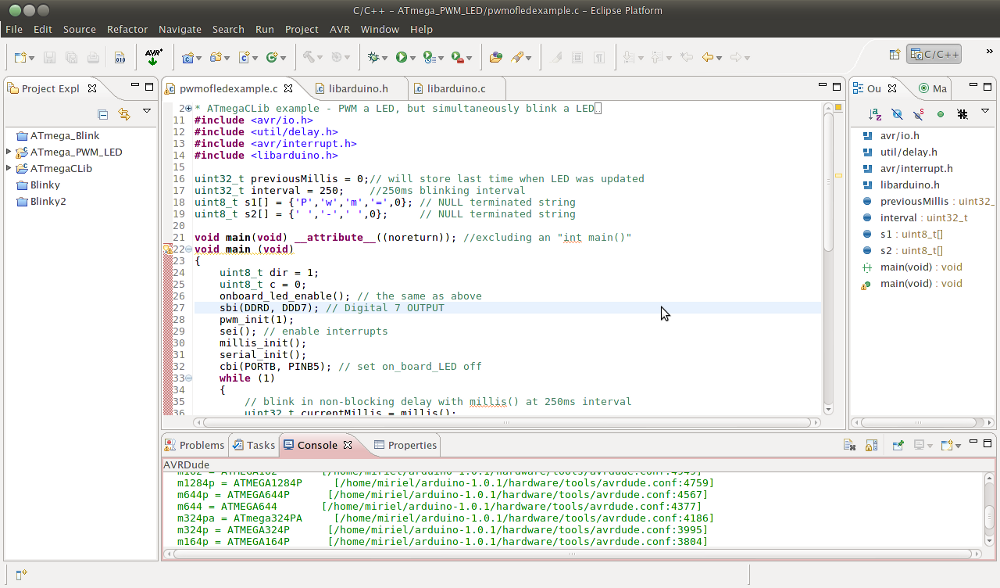 C/C++ - ATmega_PWM_LED/pwmofledexample.c - Eclipse Platform
File Edit Source Refactor Navigate Search Run Project AVR Window Help
AVR
C/C++
Project Expl
ATmega_Blink
ATmega_PWM_LED
ATmegaCLib
Blinky
Blinky2
pwmofledexample.c libarduino.h libarduino.c
2 * ATmegaCLib example - PWM a LED, but simultaneously blink a LED
11 #include <avr/io.h>
12 #include <util/delay.h>
13 #include <avr/interrupt.h>
14 #include <libarduino.h>
15
16 uint32_t previousMillis = 0;// will store last time when LED was updated
17 uint32_t interval = 250;    //250ms blinking interval
18 uint8_t s1[] = {'P','w','m','=',0}; // NULL terminated string
19 uint8_t s2[] = {' ','-',' ',0};     // NULL terminated string
20
21 void main(void) __attribute__((noreturn)); //excluding an "int main()"
22 void main (void)
23 {
24     uint8_t dir = 1;
25     uint8_t c = 0;
26     onboard_led_enable(); // the same as above
27     sbi(DDRD, DDD7); // Digital 7 OUTPUT
28     pwm_init(1);
29     sei(); // enable interrupts
30     millis_init();
31     serial_init();
32     cbi(PORTB, PINB5); // set on_board_LED off
33     while (1)
34     {
35         // blink in non-blocking delay with millis() at 250ms interval
36         uint32_t currentMillis = millis();
Ou Ma
avr/io.h
util/delay.h
avr/interrupt.h
libarduino.h
previousMillis : uint32_
interval : uint32_t
s1 : uint8_t[]
s2 : uint8_t[]
main(void) : void
main(void) : void
Problems Tasks Console Properties
AVRDude
m162 = ATMEGA162 [/home/miriel/arduino-1.0.1/hardware/tools/avrdude.conf:4949]
m1284p = ATMEGA1284P [/home/miriel/arduino-1.0.1/hardware/tools/avrdude.conf:4759]
m644p = ATMEGA644P [/home/miriel/arduino-1.0.1/hardware/tools/avrdude.conf:4567]
m644 = ATMEGA644 [/home/miriel/arduino-1.0.1/hardware/tools/avrdude.conf:4377]
m324pa = ATmega324PA [/home/miriel/arduino-1.0.1/hardware/tools/avrdude.conf:4186]
m324p = ATMEGA324P [/home/miriel/arduino-1.0.1/hardware/tools/avrdude.conf:3995]
m164p = ATMEGA164P [/home/miriel/arduino-1.0.1/hardware/tools/avrdude.conf:3804]